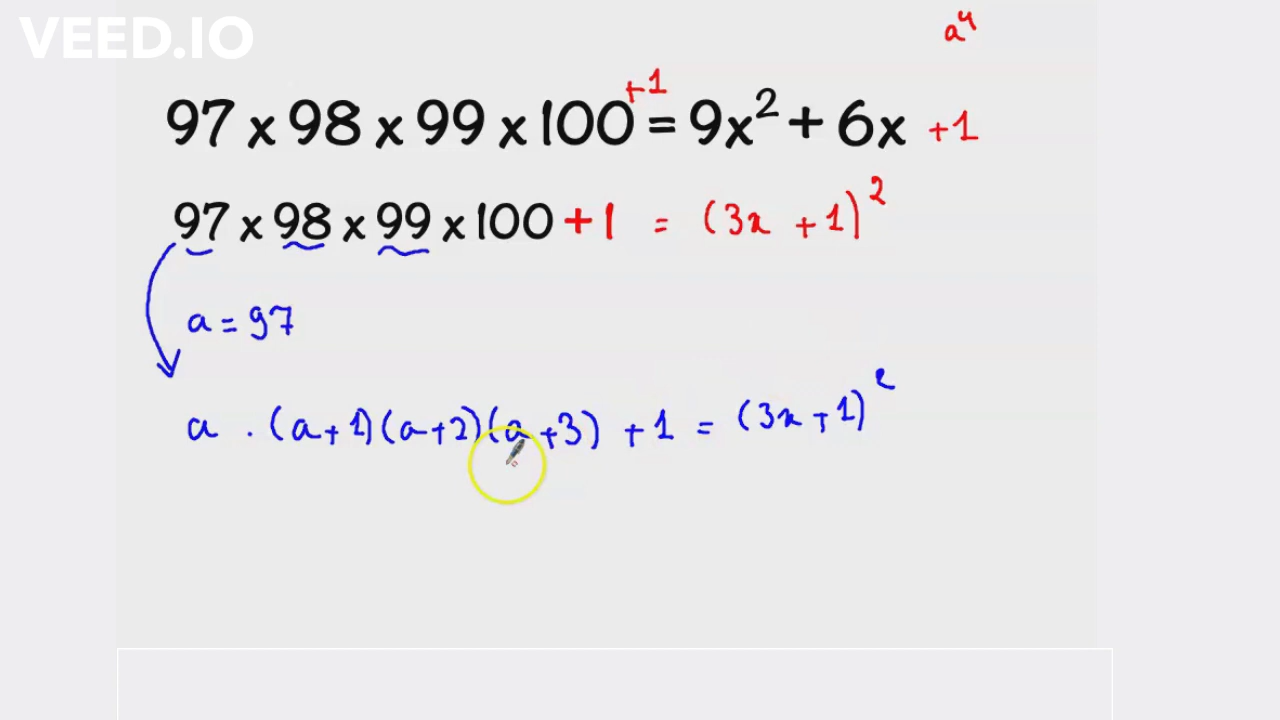 VEED.IO
a⁴
97 x 98 x 99 x 100 +1 = 9x² + 6x +1
97 x 98 x 99 x 100 +1 = (3x +1)²
a = 97
a . (a+1)(a+2)(a+3) +1 = (3x+1)²